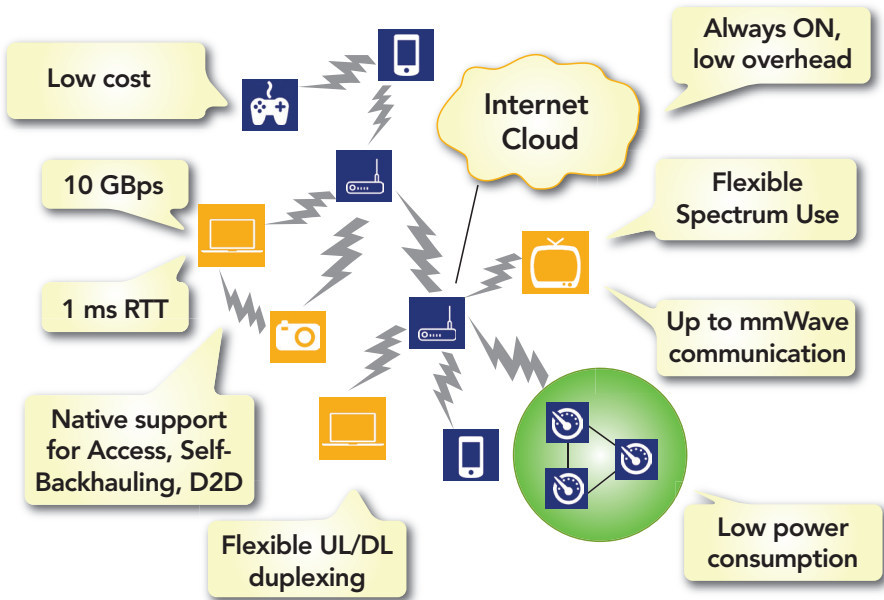 Always ON,
low overhead
Low cost
Internet
Cloud
10 GBps
Flexible
Spectrum Use
1 ms RTT
Up to mmWave
communication
Native support
for Access, Self-
Backhauling, D2D
Flexible UL/DL
duplexing
Low power
consumption